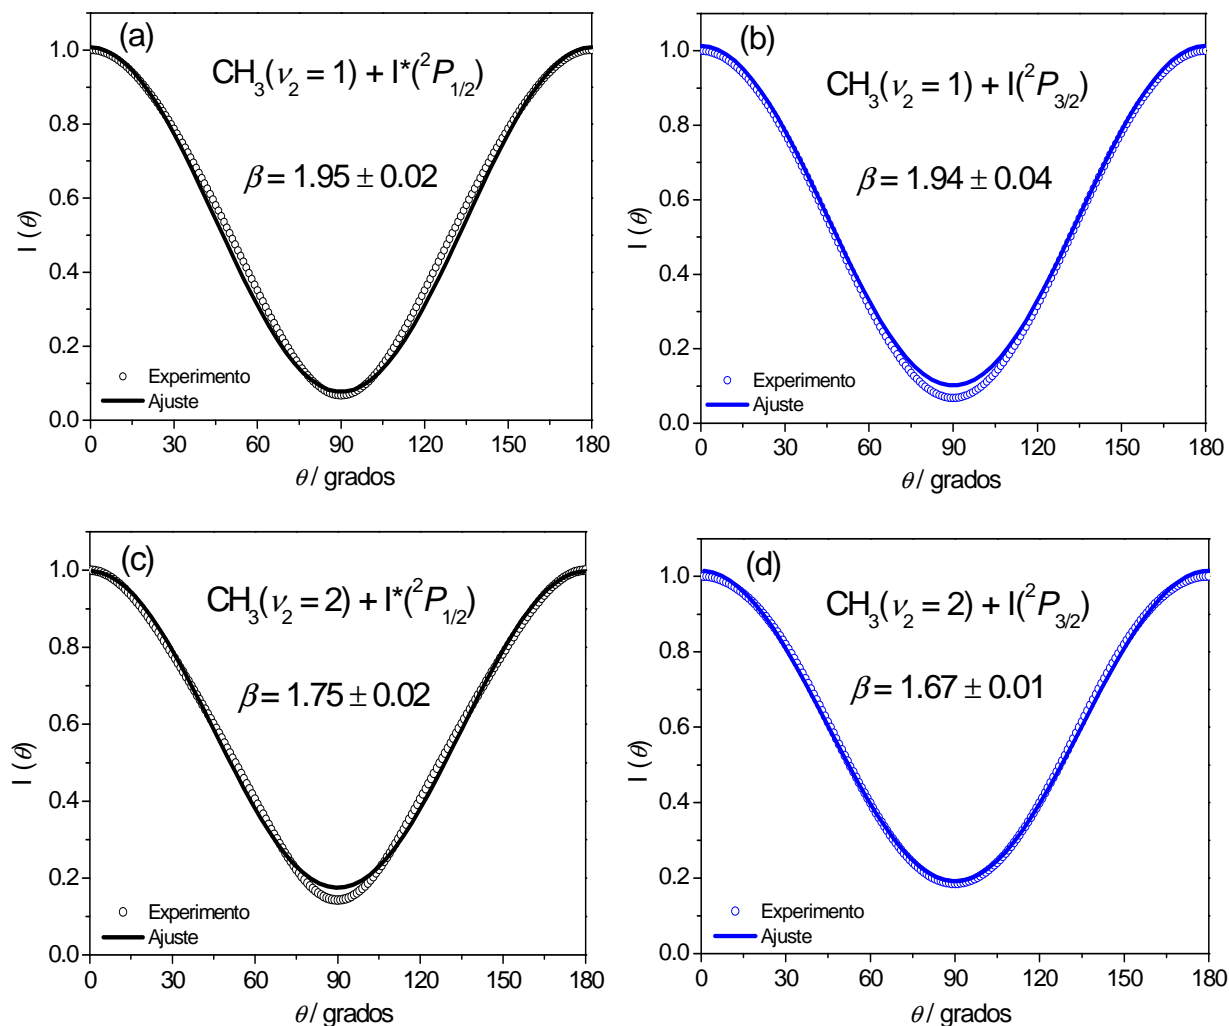 (a)
CH₃(ν₂ = 1) + I*(²P₁/₂)
β = 1.95 ± 0.02
I (θ)
1.0
0.8
0.6
0.4
0.2
0.0
Experimento
Ajuste
0 30 60 90 120 150 180
θ / grados
(b)
CH₃(ν₂ = 1) + I(²P₃/₂)
β = 1.94 ± 0.04
I (θ)
1.0
0.8
0.6
0.4
0.2
0.0
Experimento
Ajuste
0 30 60 90 120 150 180
θ / grados
(c)
CH₃(ν₂ = 2) + I*(²P₁/₂)
β = 1.75 ± 0.02
I (θ)
1.0
0.8
0.6
0.4
0.2
0.0
Experimento
Ajuste
0 30 60 90 120 150 180
θ / grados
(d)
CH₃(ν₂ = 2) + I(²P₃/₂)
β = 1.67 ± 0.01
I (θ)
1.0
0.8
0.6
0.4
0.2
0.0
Experimento
Ajuste
0 30 60 90 120 150 180
θ / grados